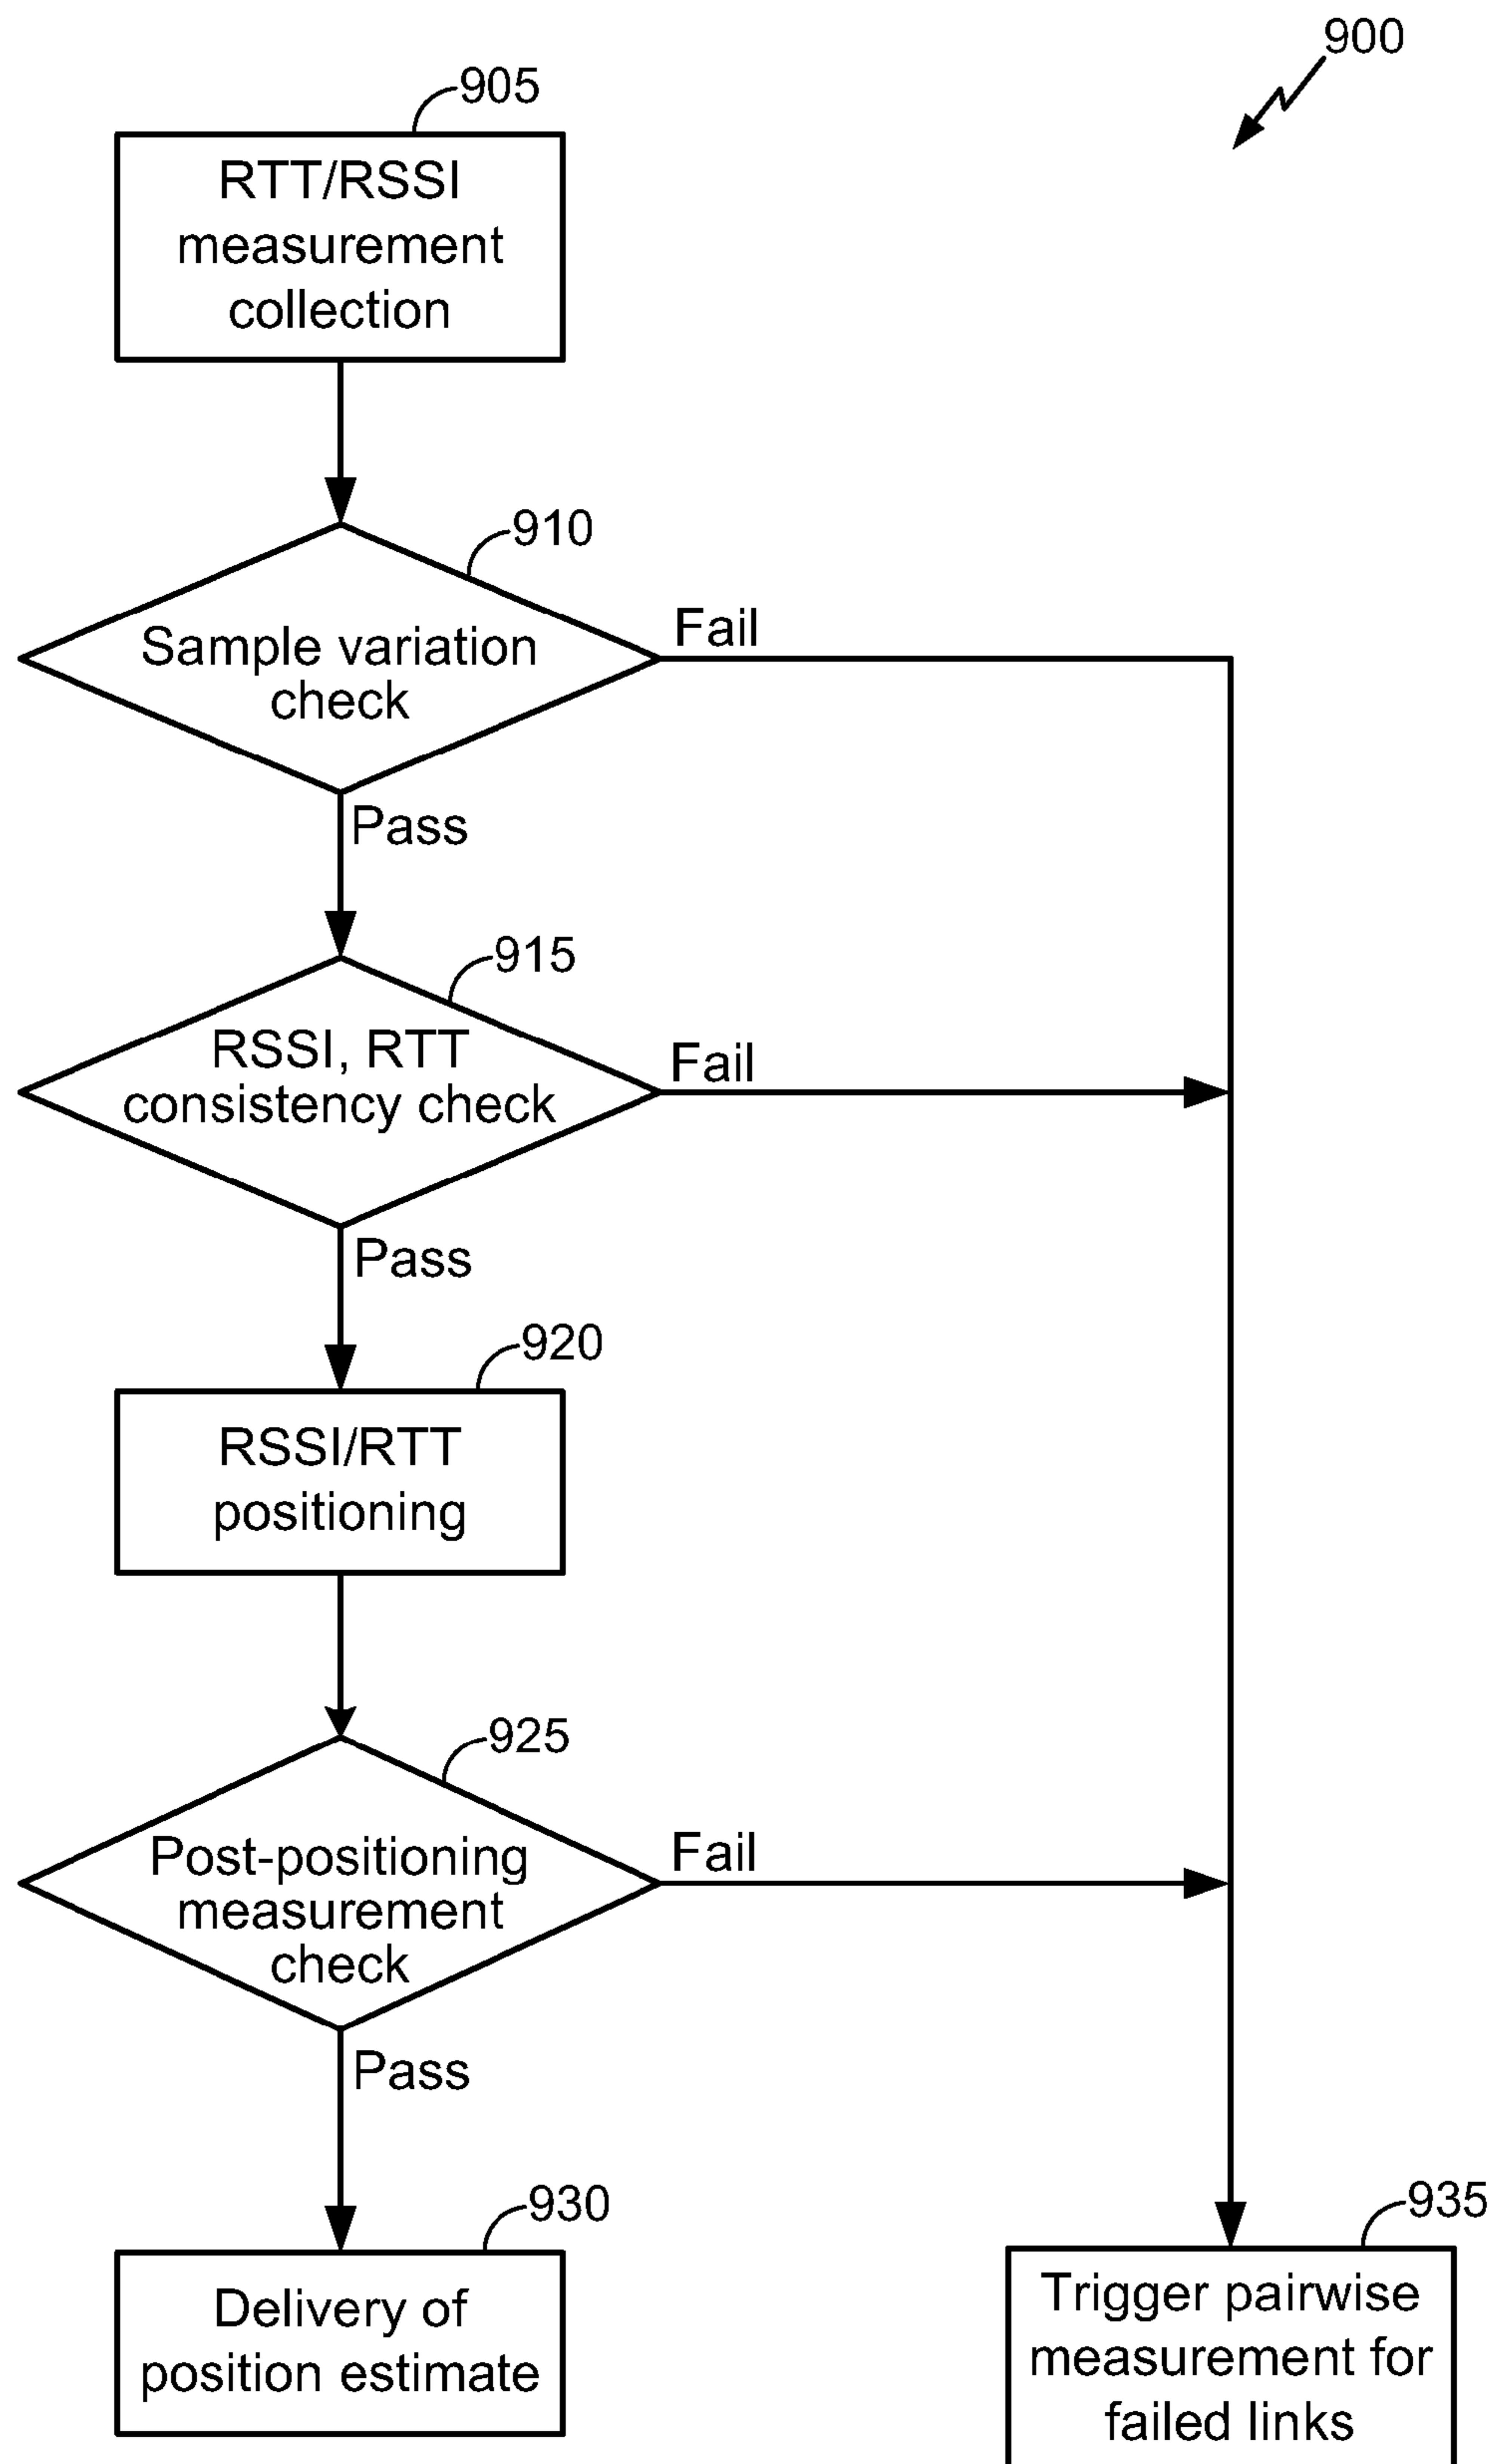 900
905
RTT/RSSI
measurement
collection
910
Sample variation
check
Fail
Pass
915
RSSI, RTT
consistency check
Fail
Pass
920
RSSI/RTT
positioning
925
Post-positioning
measurement
check
Fail
Pass
930
Delivery of
position estimate
935
Trigger pairwise
measurement for
failed links